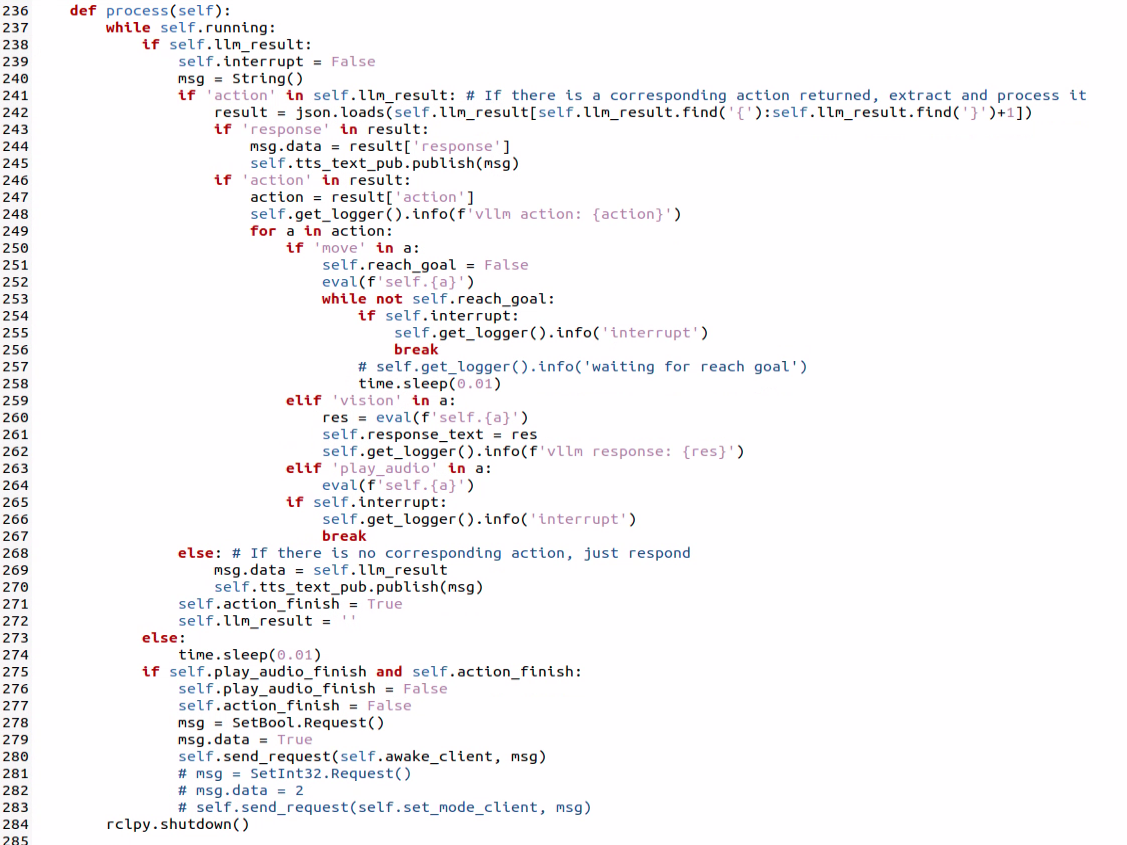 236    def process(self):
237        while self.running:
238            if self.llm_result:
239                self.interrupt = False
240                msg = String()
241                if 'action' in self.llm_result: # If there is a corresponding action returned, extract and process it
242                    result = json.loads(self.llm_result[self.llm_result.find('{'):self.llm_result.find('}')+1])
243                    if 'response' in result:
244                        msg.data = result['response']
245                        self.tts_text_pub.publish(msg)
246                    if 'action' in result:
247                        action = result['action']
248                        self.get_logger().info(f'vllm action: {action}')
249                        for a in action:
250                            if 'move' in a:
251                                self.reach_goal = False
252                                eval(f'self.{a}')
253                                while not self.reach_goal:
254                                    if self.interrupt:
255                                        self.get_logger().info('interrupt')
256                                        break
257                                    # self.get_logger().info('waiting for reach goal')
258                                    time.sleep(0.01)
259                            elif 'vision' in a:
260                                res = eval(f'self.{a}')
261                                self.response_text = res
262                                self.get_logger().info(f'vllm response: {res}')
263                            elif 'play_audio' in a:
264                                eval(f'self.{a}')
265                            if self.interrupt:
266                                self.get_logger().info('interrupt')
267                                break
268                else: # If there is no corresponding action, just respond
269                    msg.data = self.llm_result
270                    self.tts_text_pub.publish(msg)
271                self.action_finish = True
272                self.llm_result = ''
273            else:
274                time.sleep(0.01)
275            if self.play_audio_finish and self.action_finish:
276                self.play_audio_finish = False
277                self.action_finish = False
278                msg = SetBool.Request()
279                msg.data = True
280                self.send_request(self.awake_client, msg)
281                # msg = SetInt32.Request()
282                # msg.data = 2
283                # self.send_request(self.set_mode_client, msg)
284        rclpy.shutdown()
285